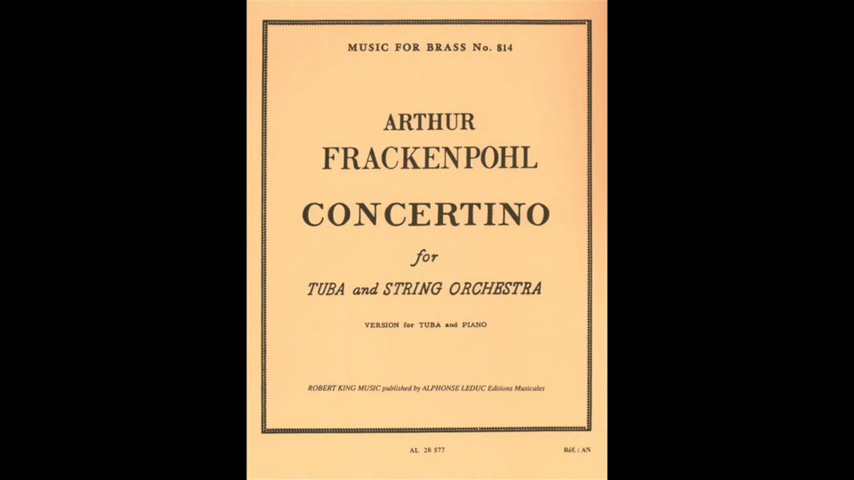 MUSIC FOR BRASS No. 814
ARTHUR
FRACKENPOHL
CONCERTINO
for
TUBA and STRING ORCHESTRA
VERSION for TUBA and PIANO
ROBERT KING MUSIC published by ALPHONSE LEDUC Editions Musicales
AL 28 577 Réf. : AN